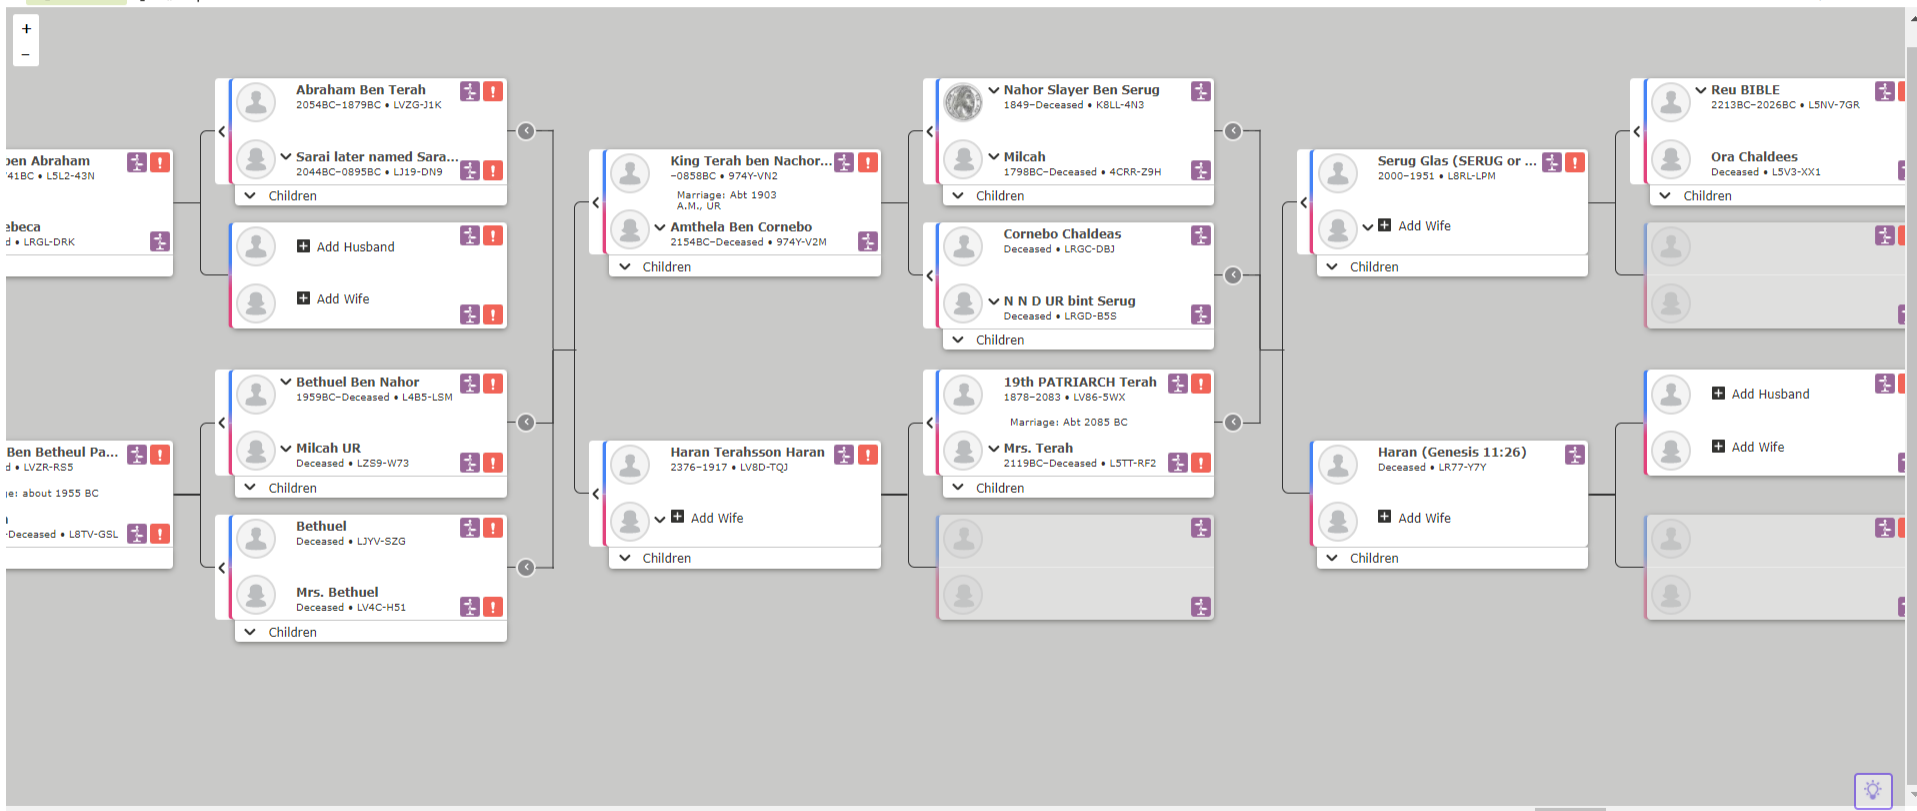 +
−
ben Abraham
'41BC • L5L2-43N
ebeca
d • LRGL-DRK
Ben Betheul Pa...
d • LVZR-RS5
ge: about 1955 BC
-Deceased • L8TV-GSL
Abraham Ben Terah
2054BC–1879BC • LVZG-J1K
Sarai later named Sara...
2044BC–0895BC • LJ19-DN9
Children
Add Husband
Add Wife
Bethuel Ben Nahor
1959BC–Deceased • L4B5-LSM
Milcah UR
Deceased • LZS9-W73
Children
Bethuel
Deceased • LJYV-SZG
Mrs. Bethuel
Deceased • LV4C-H51
Children
King Terah ben Nachor...
-0858BC • 974Y-VN2
Marriage: Abt 1903
A.M., UR
Amthela Ben Cornebo
2154BC–Deceased • 974Y-V2M
Children
Haran Terahsson Haran
2376–1917 • LV8D-TQJ
Add Wife
Children
Nahor Slayer Ben Serug
1849–Deceased • K8LL-4N3
Milcah
1798BC–Deceased • 4CRR-Z9H
Children
Cornebo Chaldeas
Deceased • LRGC-DBJ
N N D UR bint Serug
Deceased • LRGD-B5S
Children
19th PATRIARCH Terah
1878–2083 • LV86-5WX
Marriage: Abt 2085 BC
Mrs. Terah
2119BC–Deceased • L5TT-RF2
Children
Serug Glas (SERUG or ...
2000–1951 • L8RL-LPM
Add Wife
Children
Haran (Genesis 11:26)
Deceased • LR77-Y7Y
Add Wife
Children
Reu BIBLE
2213BC–2026BC • L5NV-7GR
Ora Chaldees
Deceased • L5V3-XX1
Children
Add Husband
Add Wife